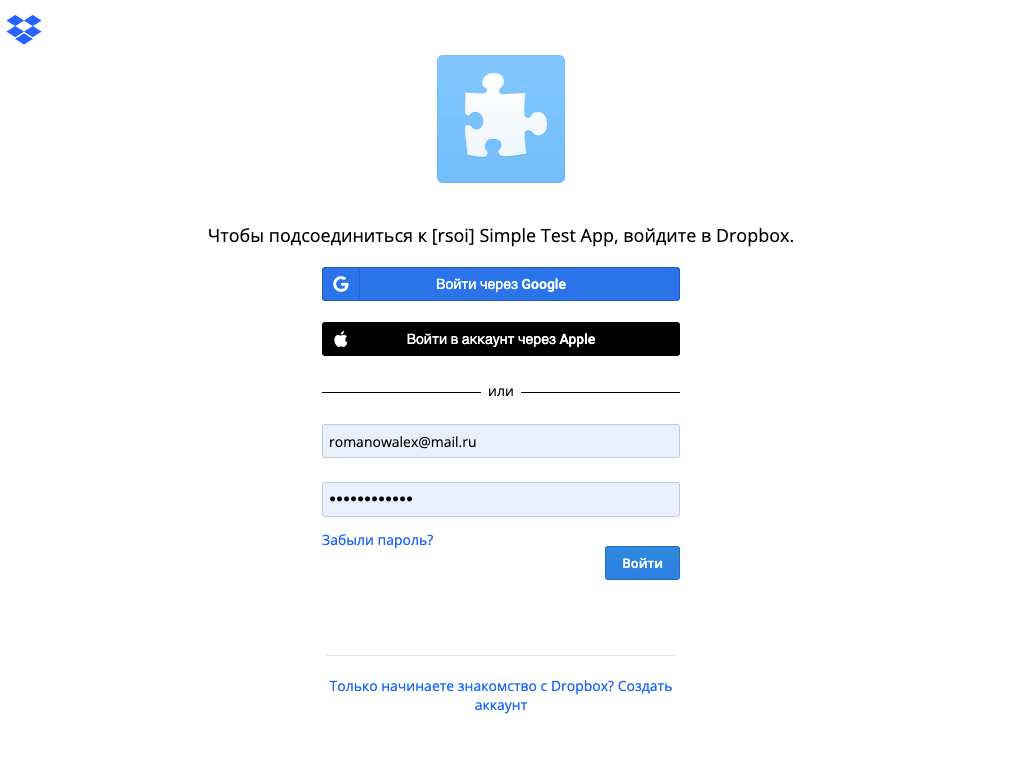 Чтобы подсоединиться к [rsoi] Simple Test App, войдите в Dropbox.
Войти через Google
Войти в аккаунт через Apple
или
romanowalex@mail.ru
••••••••••••
Забыли пароль?
Войти
Только начинаете знакомство с Dropbox? Создать
аккаунт